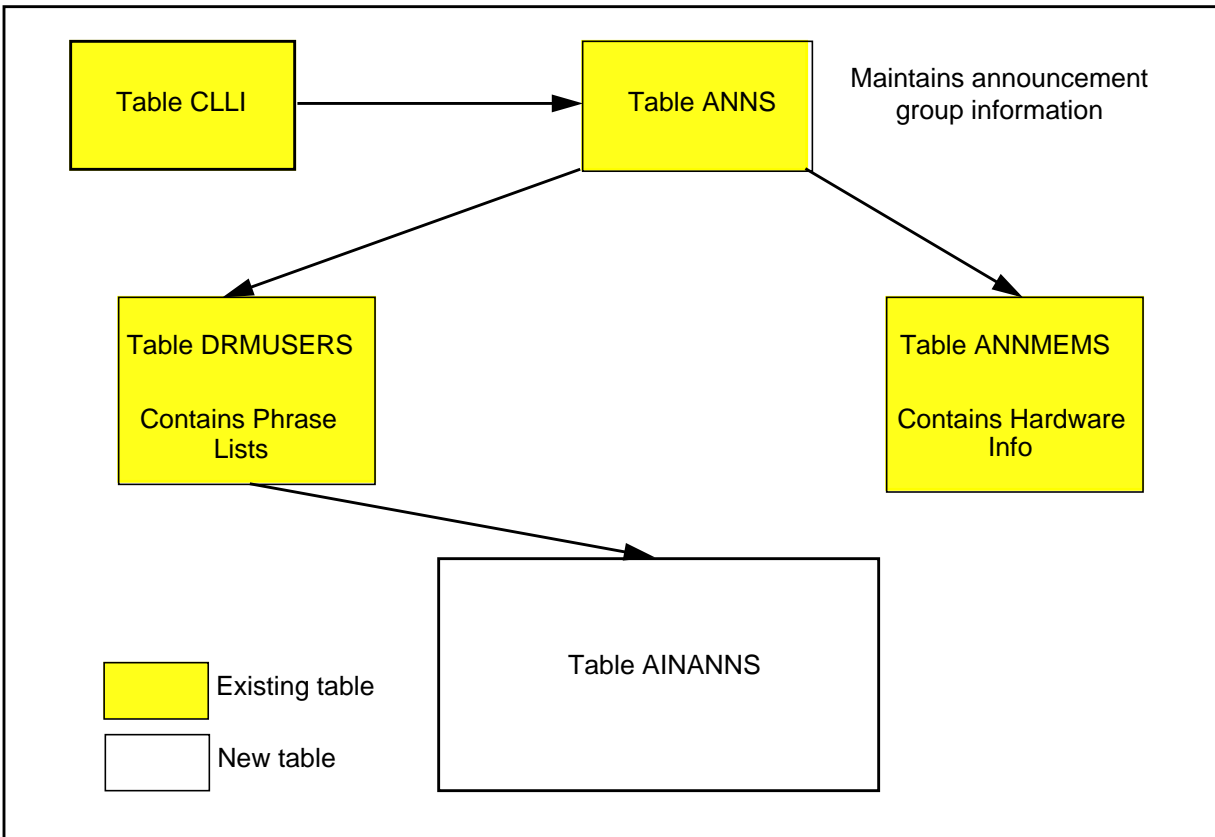 Table CLLI
Table ANNS
Maintains announcement
group information
Table DRMUSERS
Contains Phrase
Lists
Table ANNMEMS
Contains Hardware
Info
Table AINANNS
Existing table
New table